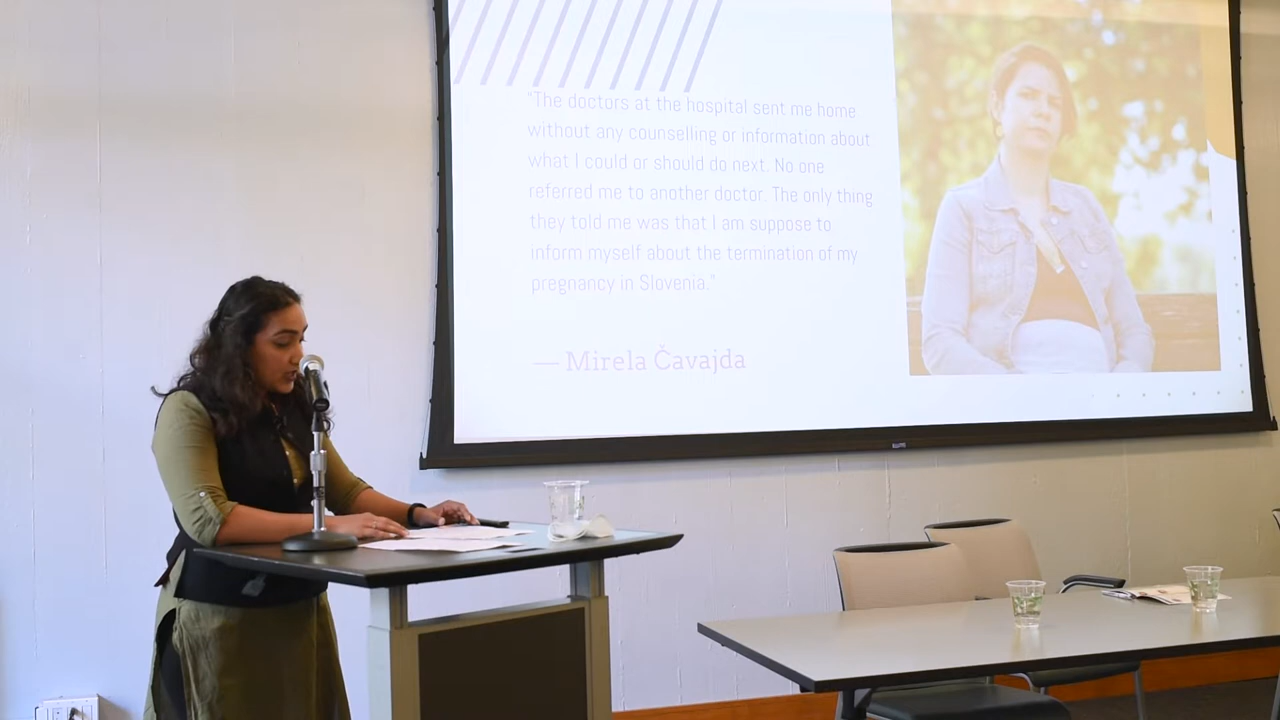 "The doctors at the hospital sent me home
without any counselling or information about
what I could or should do next. No one
referred me to another doctor. The only thing
they told me was that I am suppose to
inform myself about the termination of my
pregnancy in Slovenia."
— Mirela Čavajda